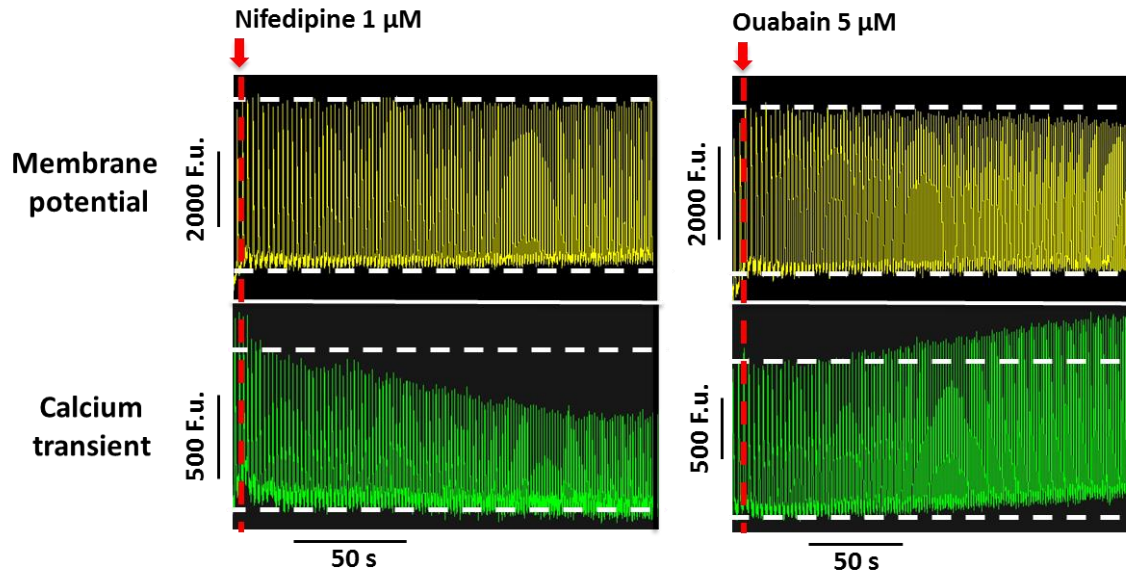 Nifedipine 1 μM
Ouabain 5 μM
Membrane
potential
2000 F.u.
2000 F.u.
Calcium
transient
500 F.u.
500 F.u.
50 s
50 s